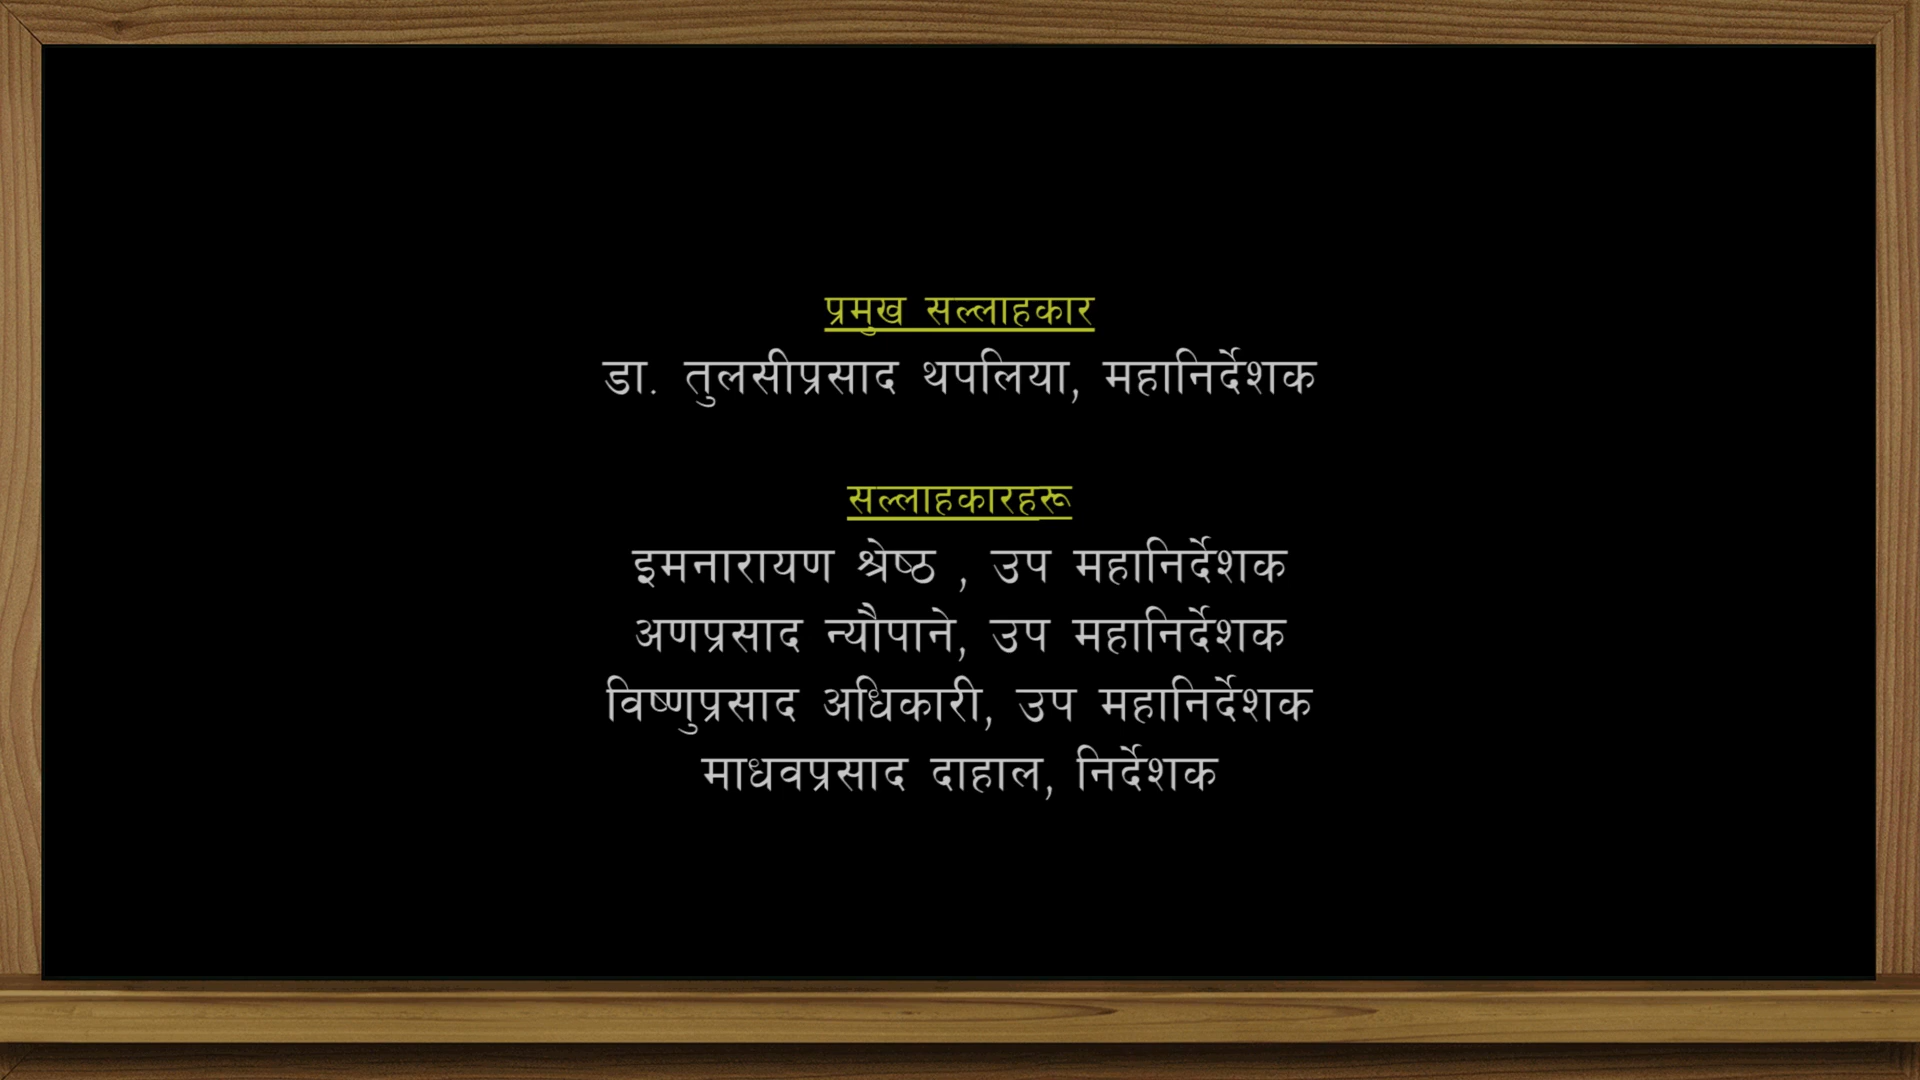 प्रमुख सल्लाहकार
डा. तुलसीप्रसाद थपलिया, महानिर्देशक
सल्लाहकारहरू
इमनारायण श्रेष्ठ , उप महानिर्देशक
अणप्रसाद न्यौपाने, उप महानिर्देशक
विष्णुप्रसाद अधिकारी, उप महानिर्देशक
माधवप्रसाद दाहाल, निर्देशक